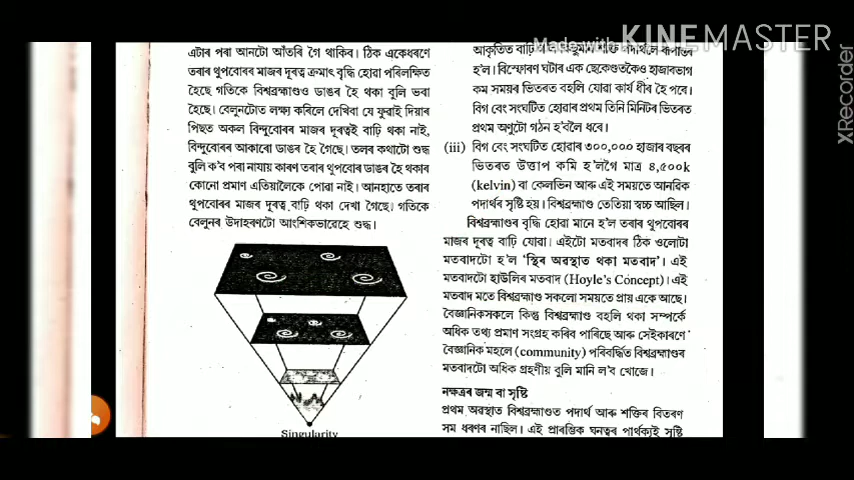 এটাৰ পৰা আনটো আঁতৰি গৈ থাকিব। ঠিক একেধৰণে
তৰাৰ থূপবোৰৰ মাজৰ দূৰত্ব ক্ৰমাৎ বৃদ্ধি হোৱা পৰিলক্ষিত
হৈছে গতিকে বিশ্বব্ৰহ্মাণ্ডও ডাঙৰ হৈ থকা বুলি ভবা
হৈছে। বেলুনটোত লক্ষ্য কৰিলে দেখিবা যে ফুৱাই দিয়াৰ
পিছত অকল বিন্দুবোৰৰ মাজৰ দূৰত্বই বাঢ়ি থকা নাই,
বিন্দুবোৰৰ আকাৰো ডাঙৰ হৈ গৈছে। তলৰ কথাটো শুদ্ধ
বুলি ক'ব পৰা নাযায় কাৰণ তৰাৰ থূপবোৰ ডাঙৰ হৈ থকাৰ
কোনো প্ৰমাণ এতিয়ালৈকে পোৱা নাই। আনহাতে তৰাৰ
থূপবোৰৰ মাজৰ দূৰত্ব বাঢ়ি থকা দেখা গৈছে। গতিকে
বেলুনৰ উদাহৰণটো আংশিকভাৱেহে শুদ্ধ।
Singularity
আকৃতিত বাঢ়ি
হ'ল। বিস্ফোৰণ ঘটাৰ এক ছেকেণ্ডতকৈও হাজাৰভাগ
কম সময়ৰ ভিতৰত বহলি যোৱা কাৰ্য ধীৰ হৈ পৰে।
বিগ বেং সংঘটিত হোৱাৰ প্ৰথম তিনি মিনিটৰ ভিতৰত
প্ৰথম অণুটো গঠন হ'বলৈ ধৰে।
(iii) বিগ বেং সংঘটিত হোৱাৰ ৩00,000 হাজাৰ বছৰৰ
ভিতৰত উত্তাপ কমি হ'লগৈ মাত্ৰ ৪,৫00k
(kelvin) বা কেলভিন আৰু এই সময়তে আনৱিক
পদাৰ্থৰ সৃষ্টি হয়। বিশ্বব্ৰহ্মাণ্ড তেতিয়া স্বচ্চ আছিল।
বিশ্বব্ৰহ্মাণ্ডৰ বৃদ্ধি হোৱা মানে হ'ল তৰাৰ থূপবোৰৰ
মাজৰ দূৰত্ব বাঢ়ি যোৱা। এইটো মতবাদৰ ঠিক ওলোটা
মতবাদটো হ'ল 'স্থিৰ অৱস্থাত থকা মতবাদ'। এই
মতবাদটো হাউলিৰ মতবাদ (Hoyle's Concept)। এই
মতবাদ মতে বিশ্বব্ৰহ্মাণ্ড সকলো সময়তে প্ৰায় একে আছে।
বৈজ্ঞানিকসকলে কিন্তু বিশ্বব্ৰহ্মাণ্ড বহলি থকা সম্পৰ্কে
অধিক তথ্য প্ৰমাণ সংগ্ৰহ কৰিব পাৰিছে আৰু সেইকাৰণে
বৈজ্ঞানিক মহলে (community) পৰিবৰ্দ্ধিত বিশ্বব্ৰহ্মাণ্ডৰ
মতবাদটো অধিক গ্ৰহণীয় বুলি মানি ল'ব খোজে।
নক্ষত্ৰৰ জন্ম বা সৃষ্টি
প্ৰথম অৱস্থাত বিশ্বব্ৰহ্মাণ্ডত পদাৰ্থ আৰু শক্তিৰ বিতৰণ
সম ধৰণৰ নাছিল। এই প্ৰাৰম্ভিক ঘনত্বৰ পাৰ্থক্যই সৃষ্টি
Made with KINEMASTER
XRecorder